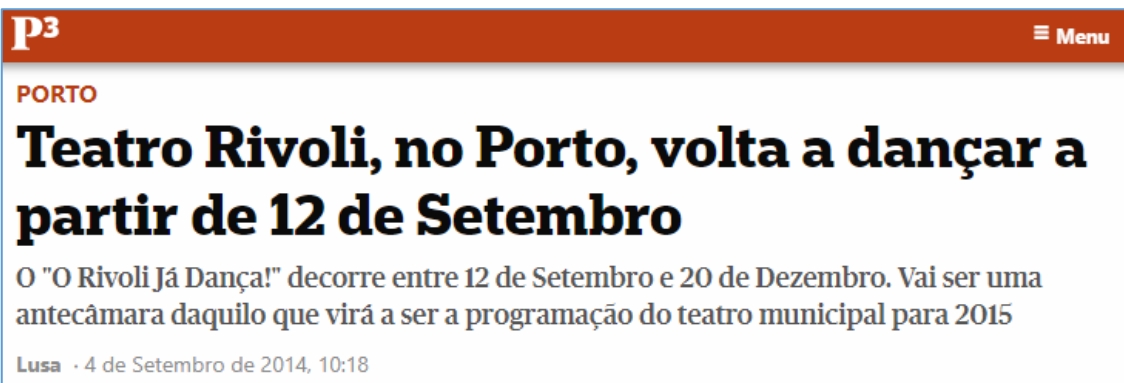 P3
≡ Menu
PORTO
Teatro Rivoli, no Porto, volta a dançar a
partir de 12 de Setembro
O "O Rivoli Já Dança!" decorre entre 12 de Setembro e 20 de Dezembro. Vai ser uma
antecâmara daquilo que virá a ser a programação do teatro municipal para 2015
Lusa · 4 de Setembro de 2014, 10:18